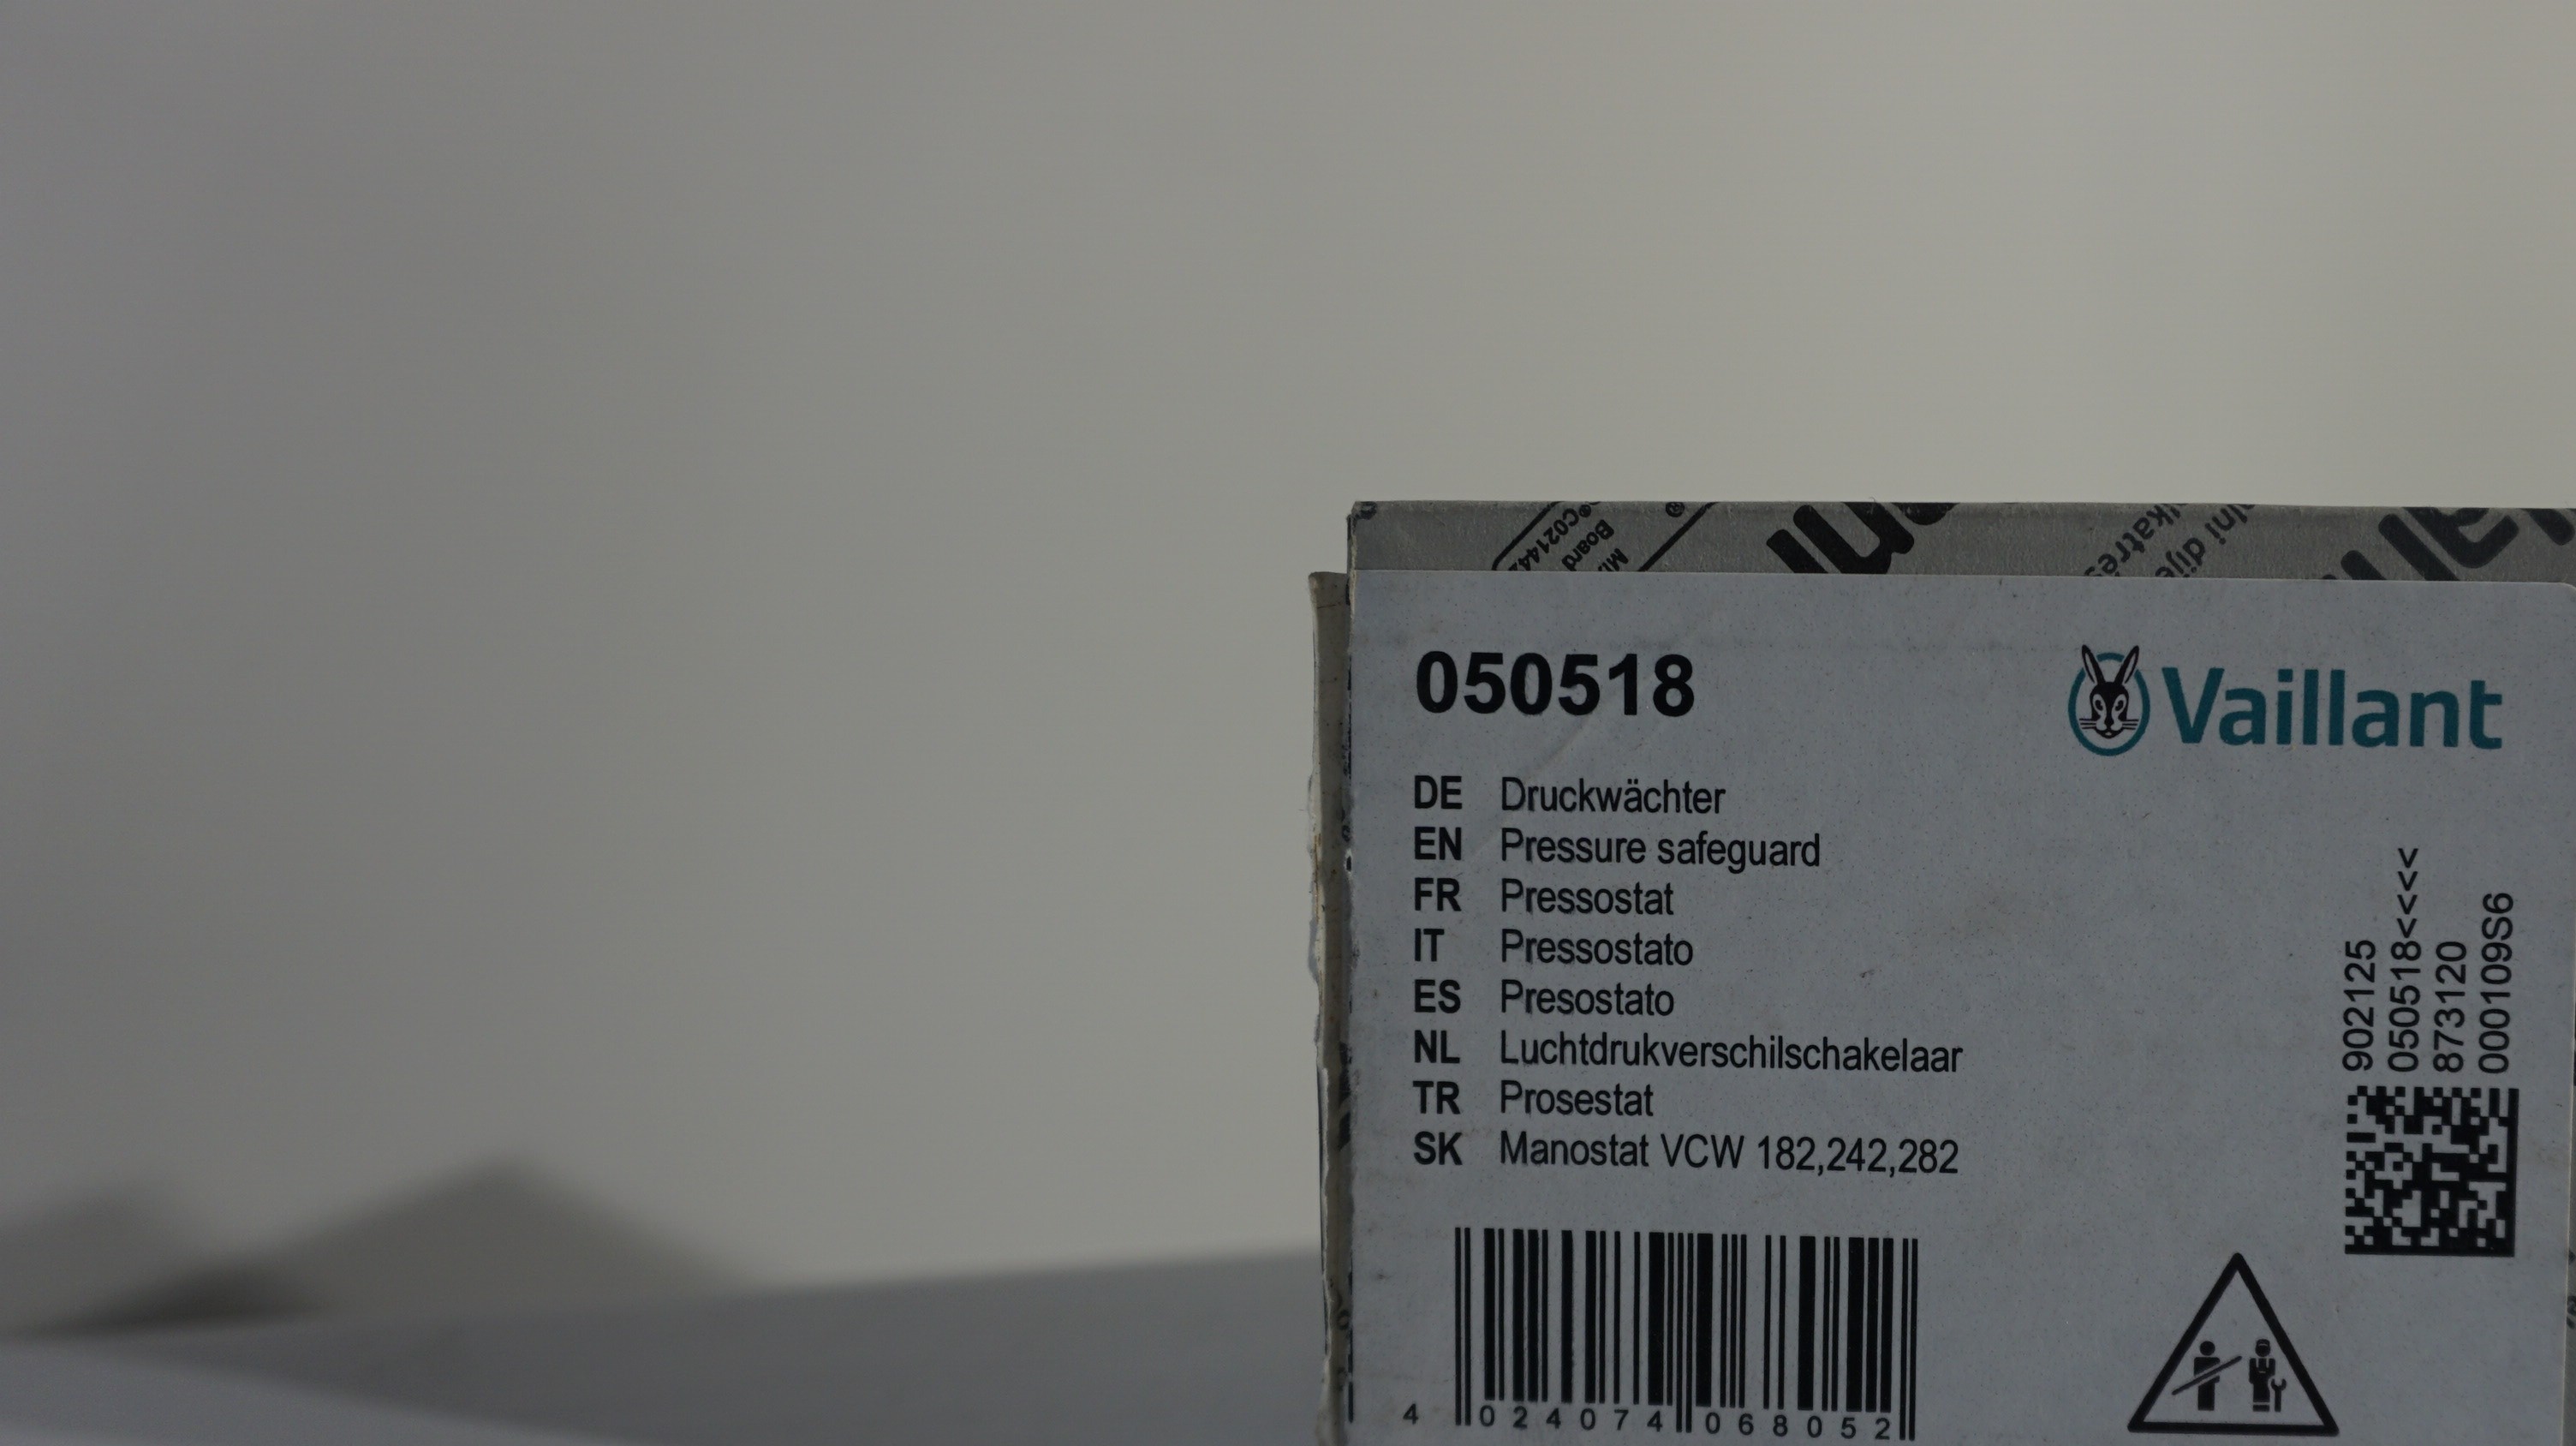 050518
Vaillant
DE Druckwächter
EN Pressure safeguard
FR Pressostat
IT Pressostato
ES Presostato
NL Luchtdrukverschilschakelaar
TR Prosestat
SK Manostat VCW 182,242,282
902125
050518<<<<<
873120
000109S6
4 024074 068052
Board